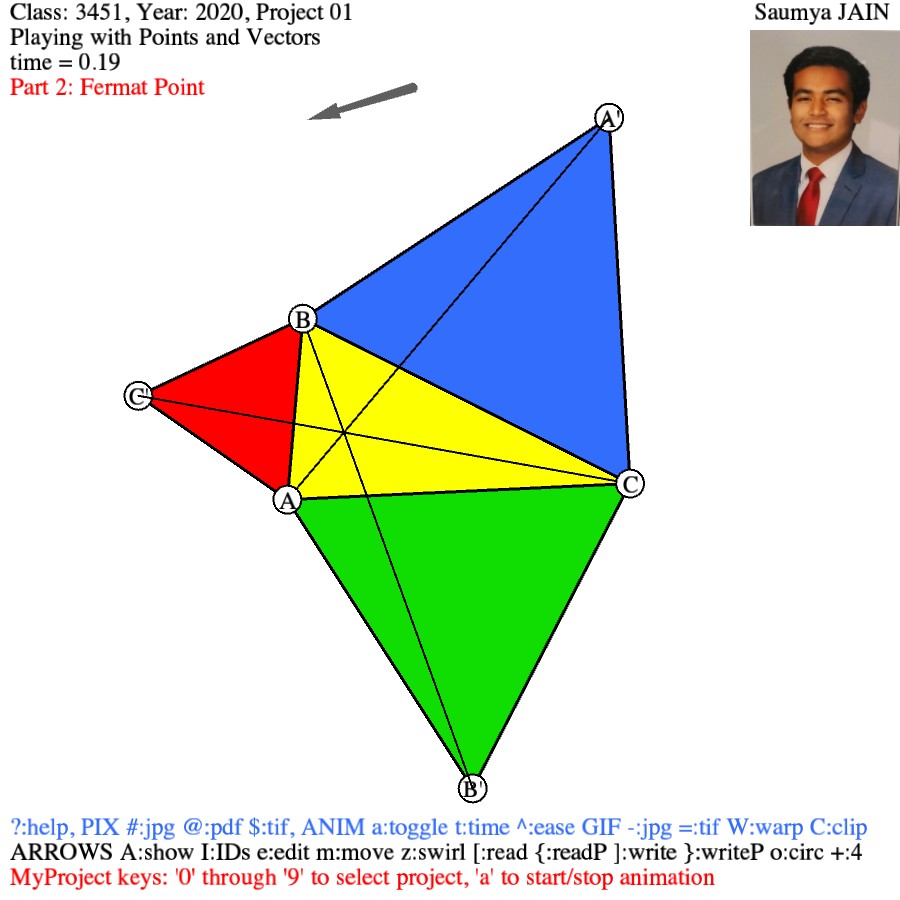 Class: 3451, Year: 2020, Project 01
Saumya JAIN
Playing with Points and Vectors
time = 0.19
Part 2: Fermat Point
A'
B
C'
C
A
B'
?:help, PIX #:jpg @:pdf $:tif, ANIM a:toggle t:time ^:ease GIF -:jpg =:tif W:warp C:clip
ARROWS A:show I:IDs e:edit m:move z:swirl [:read {:readP ]:write }:writeP o:circ +:4
MyProject keys: '0' through '9' to select project, 'a' to start/stop animation